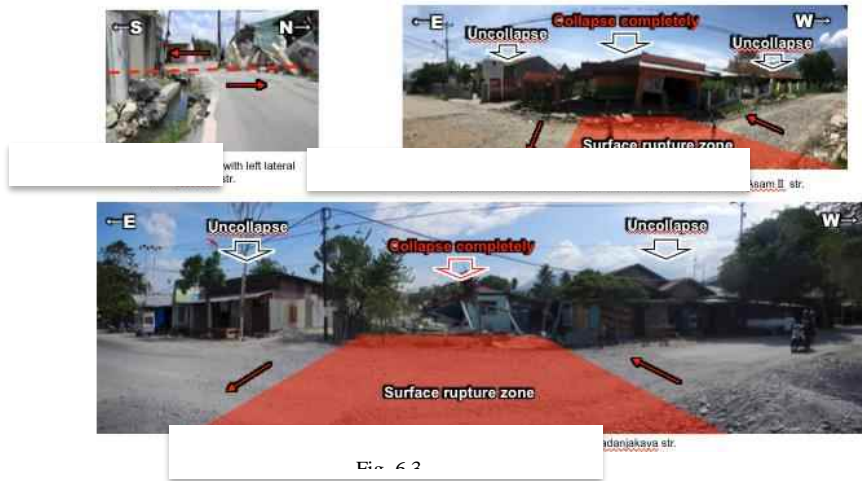 ←S
N→
←E
W→
Uncollapse
Collapse completely
Uncollapse
Surface rupture zone
with left lateral
str.
Asam II str.
←E
W→
Uncollapse
Collapse completely
Uncollapse
Surface rupture zone
adanjakaya str.
Fig. 6.3